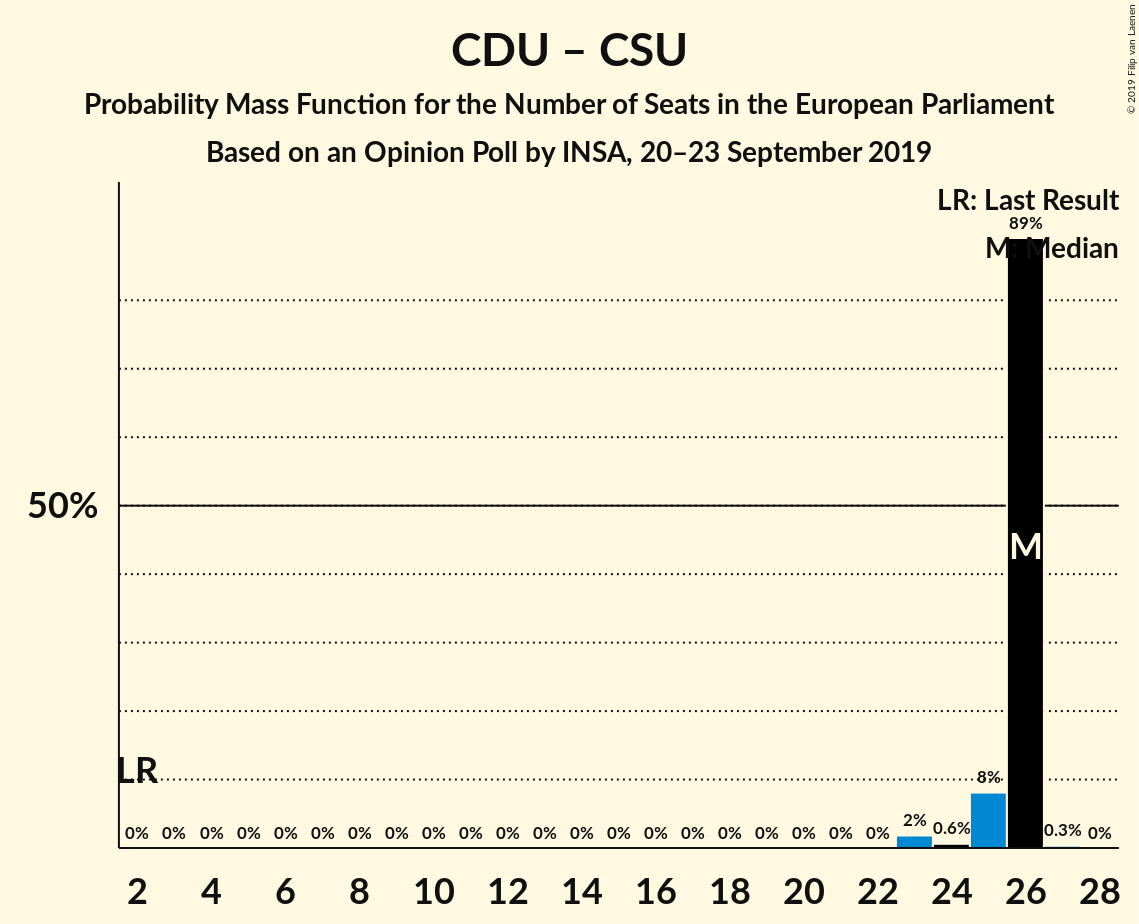 CDU – CSU
Probability Mass Function for the Number of Seats in the European Parliament
Based on an Opinion Poll by INSA, 20–23 September 2019
© 2019 Filip van Laenen
LR: Last Result
89%
M: Median
50%
M
LR
8%
2%
0.6%
0.3%
0% 0% 0% 0% 0% 0% 0% 0% 0% 0% 0% 0% 0% 0% 0% 0% 0% 0% 0% 0% 0% 0%
2 4 6 8 10 12 14 16 18 20 22 24 26 28